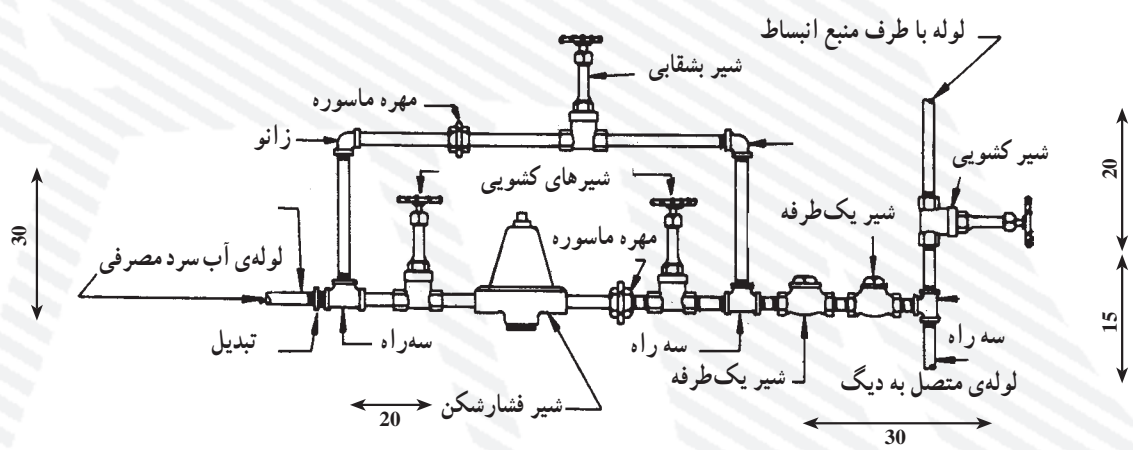 لوله با طرف منبع انبساط
شیر بشقابی
مهره ماسوره
زانو
شیر کشویی
20
شیرهای کشویی
شیر یک‌طرفه
مهره ماسوره
30
لوله‌ی آب سرد مصرفی
تبدیل
سه‌راه
سه راه
سه راه
15
شیر یک‌طرفه
لوله‌ی متصل به دیگ
شیر فشارشکن
20
30